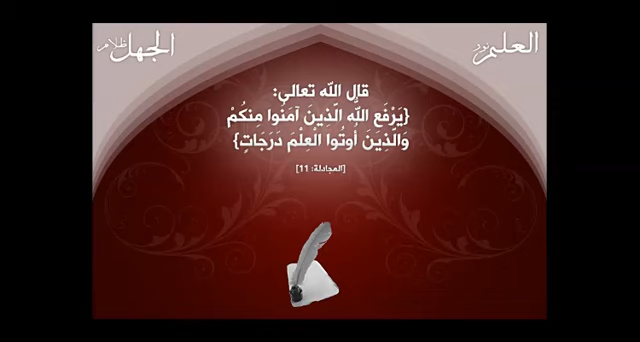 العلم نور
الجهل ظلام
قال الله تعالى:
{يَرْفَعِ اللَّهُ الَّذِينَ آمَنُوا مِنكُمْ
وَالَّذِينَ أُوتُوا الْعِلْمَ دَرَجَاتٍ}
[المجادلة: 11]